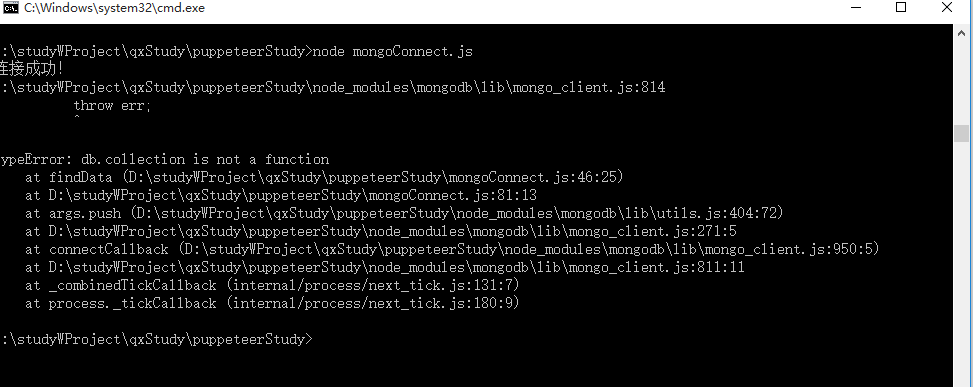 C:\Windows\system32\cmd.exe
:\studyWProject\qxStudy\puppeteerStudy>node mongoConnect.js
连接成功!
:\studyWProject\qxStudy\puppeteerStudy\node_modules\mongodb\lib\mongo_client.js:814
throw err;
^
ypeError: db.collection is not a function
at findData (D:\studyWProject\qxStudy\puppeteerStudy\mongoConnect.js:46:25)
at D:\studyWProject\qxStudy\puppeteerStudy\mongoConnect.js:81:13
at args.push (D:\studyWProject\qxStudy\puppeteerStudy\node_modules\mongodb\lib\utils.js:404:72)
at D:\studyWProject\qxStudy\puppeteerStudy\node_modules\mongodb\lib\mongo_client.js:271:5
at connectCallback (D:\studyWProject\qxStudy\puppeteerStudy\node_modules\mongodb\lib\mongo_client.js:950:5)
at D:\studyWProject\qxStudy\puppeteerStudy\node_modules\mongodb\lib\mongo_client.js:811:11
at _combinedTickCallback (internal/process/next_tick.js:131:7)
at process._tickCallback (internal/process/next_tick.js:180:9)
:\studyWProject\qxStudy\puppeteerStudy>